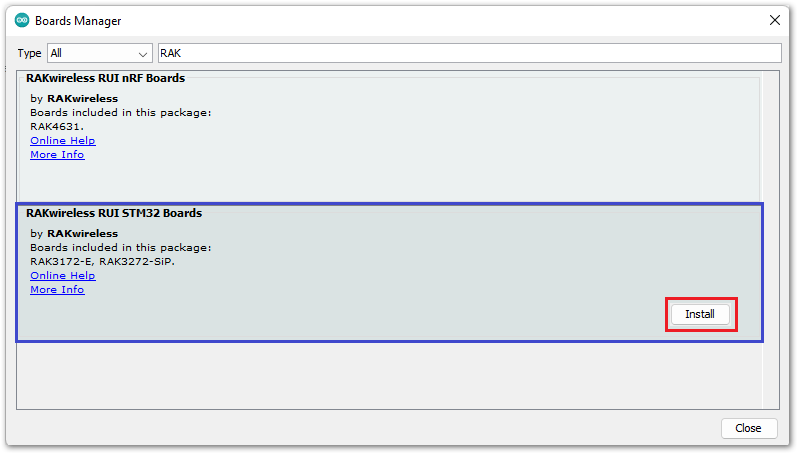 Boards Manager
Type All RAK
RAKwireless RUI nRF Boards
by RAKwireless
Boards included in this package:
RAK4631.
Online Help
More Info
RAKwireless RUI STM32 Boards
by RAKwireless
Boards included in this package:
RAK3172-E, RAK3272-SiP.
Online Help
More Info
Install
Close